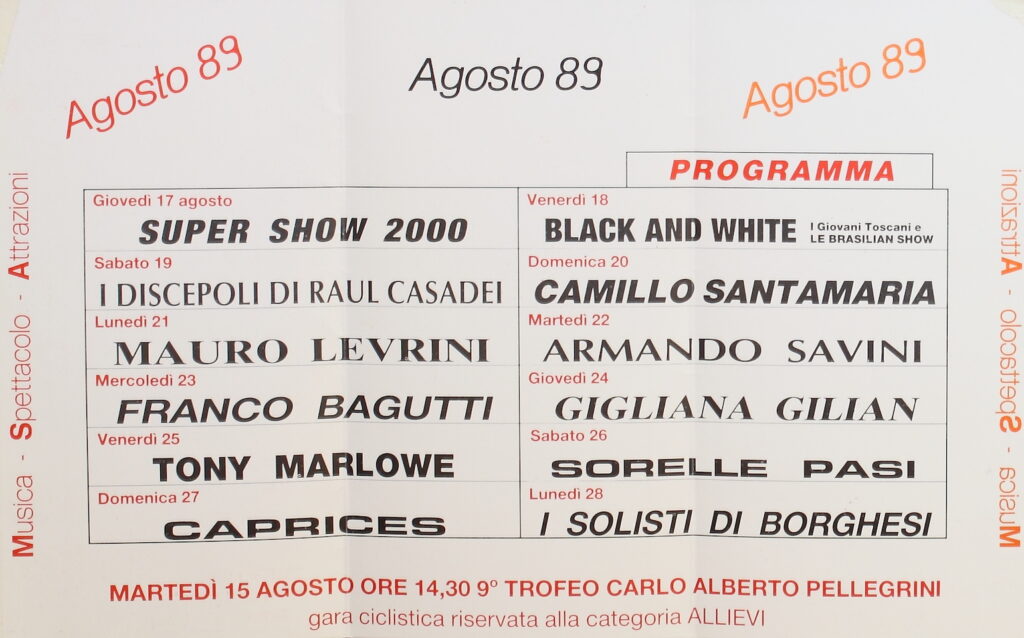 Agosto 89
Agosto 89
Agosto 89
Musica - Spettacolo - Attrazioni
PROGRAMMA
Giovedì 17 agosto
SUPER SHOW 2000
Venerdì 18
BLACK AND WHITE I Giovani Toscani e
LE BRASILIAN SHOW
Sabato 19
I DISCEPOLI DI RAUL CASADEI
Domenica 20
CAMILLO SANTAMARIA
Lunedì 21
MAURO LEVRINI
Martedì 22
ARMANDO SAVINI
Mercoledì 23
FRANCO BAGUTTI
Giovedì 24
GIGLIANA GILIAN
Venerdì 25
TONY MARLOWE
Sabato 26
SORELLE PASI
Domenica 27
CAPRICES
Lunedì 28
I SOLISTI DI BORGHESI
Musica - Spettacolo - Attrazioni
MARTEDÌ 15 AGOSTO ORE 14,30 9º TROFEO CARLO ALBERTO PELLEGRINI
gara ciclistica riservata alla categoria ALLIEVI